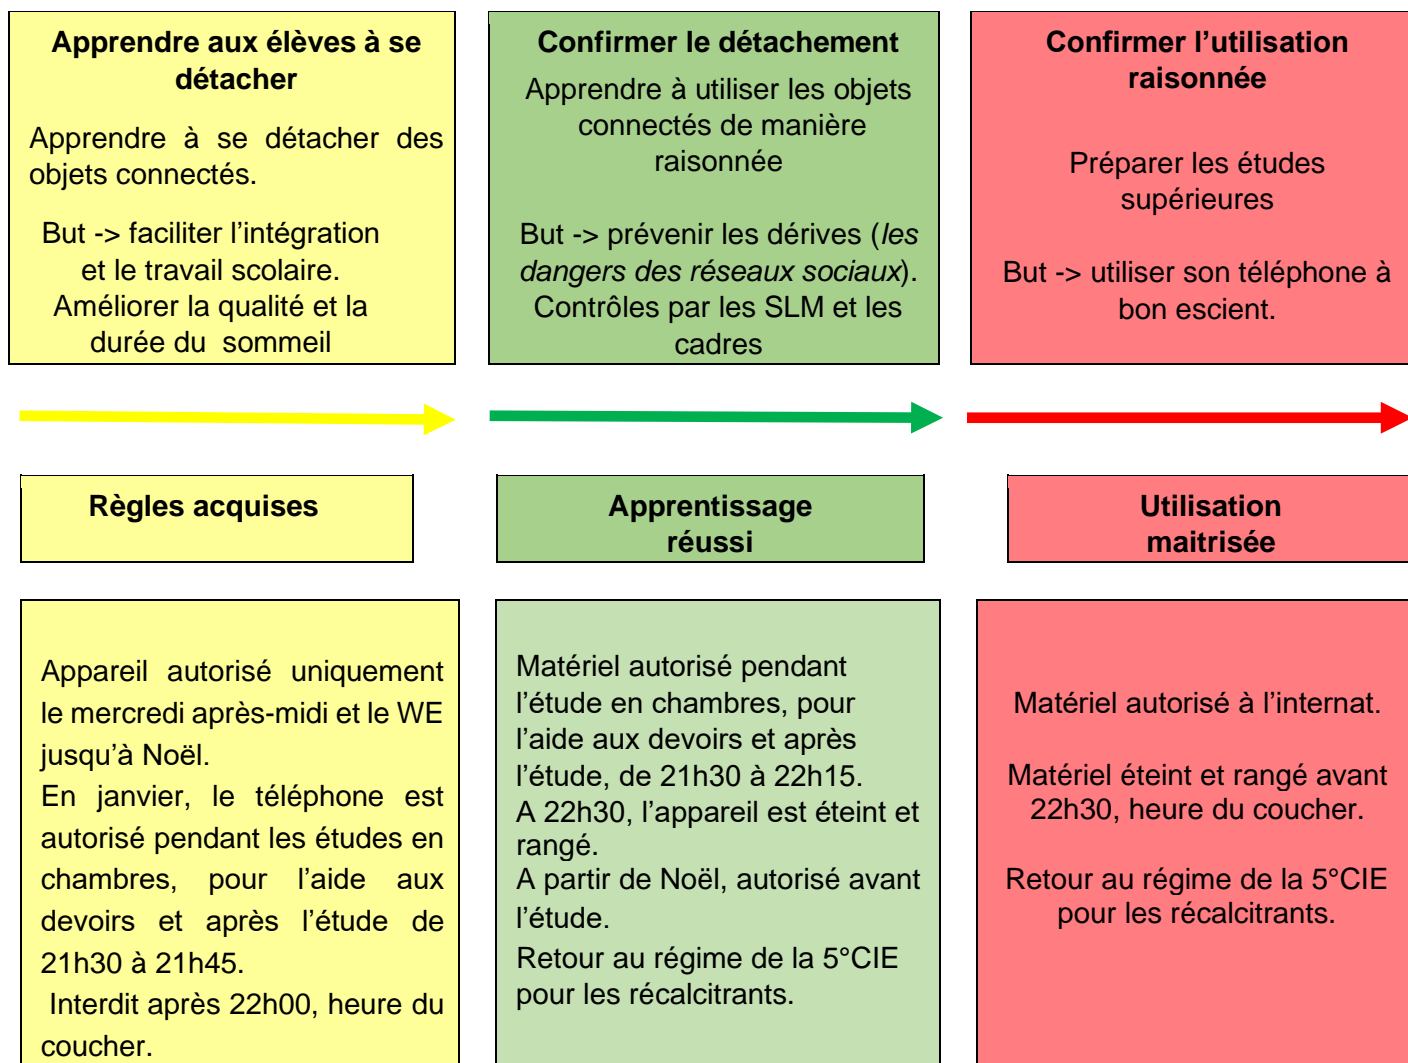 Apprendre aux élèves à se
détacher
Apprendre à se détacher des
objets connectés.
But -> faciliter l’intégration
et le travail scolaire.
Améliorer la qualité et la
durée du sommeil
Confirmer le détachement
Apprendre à utiliser les objets
connectés de manière
raisonnée
But -> prévenir les dérives (les
dangers des réseaux sociaux).
Contrôles par les SLM et les
cadres
Confirmer l’utilisation
raisonnée
Préparer les études
supérieures
But -> utiliser son téléphone à
bon escient.
Règles acquises
Apprentissage
réussi
Utilisation
maitrisée
Appareil autorisé uniquement
le mercredi après-midi et le WE
jusqu’à Noël.
En janvier, le téléphone est
autorisé pendant les études en
chambres, pour l’aide aux
devoirs et après l’étude de
21h30 à 21h45.
Interdit après 22h00, heure du
coucher.
Matériel autorisé pendant
l’étude en chambres, pour
l’aide aux devoirs et après
l’étude, de 21h30 à 22h15.
A 22h30, l’appareil est éteint et
rangé.
A partir de Noël, autorisé avant
l’étude.
Retour au régime de la 5°CIE
pour les récalcitrants.
Matériel autorisé à l’internat.
Matériel éteint et rangé avant
22h30, heure du coucher.
Retour au régime de la 5°CIE
pour les récalcitrants.